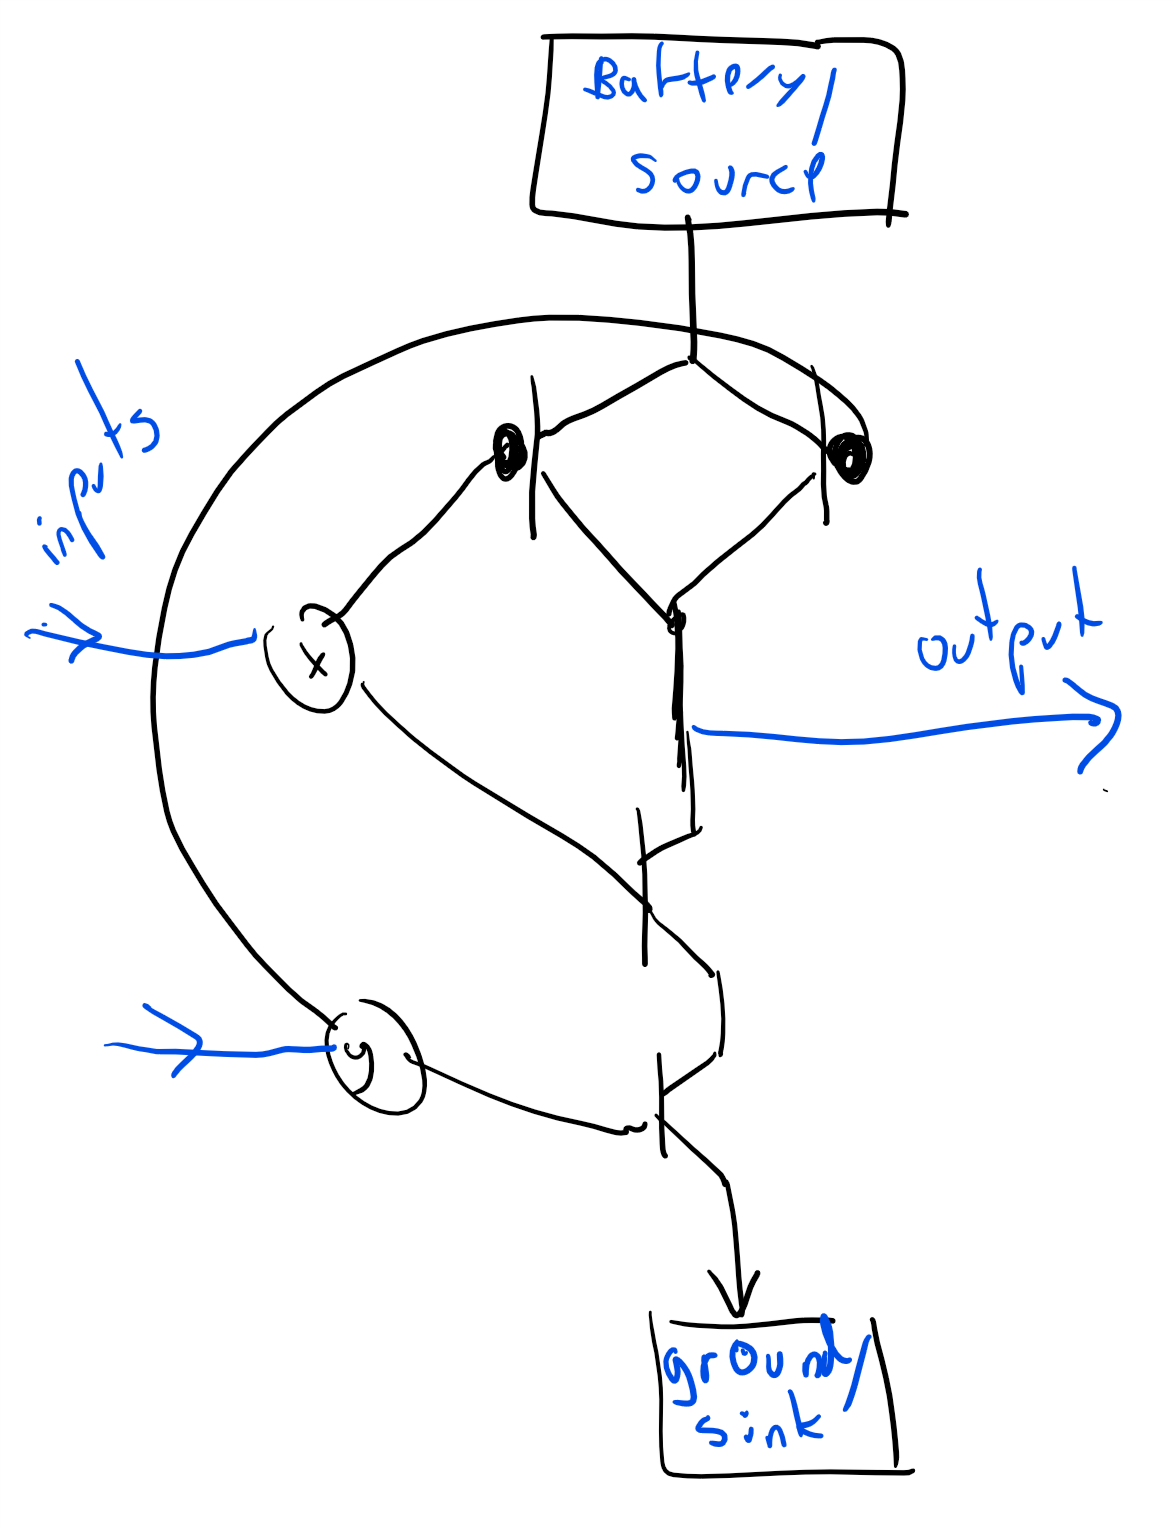 Battery/
source
inputs
x
output
y
ground/
sink